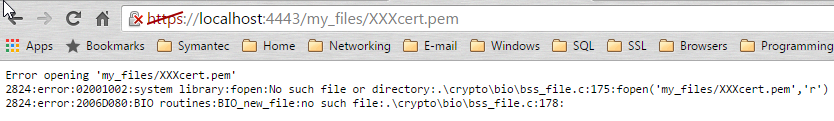 https://localhost:4443/my_files/XXXcert.pem
Apps Bookmarks Symantec Home Networking E-mail Windows SQL SSL Browsers Programming
Error opening 'my_files/XXXcert.pem'
2824:error:02001002:system library:fopen:No such file or directory:.\crypto\bio\bss_file.c:175:fopen('my_files/XXXcert.pem','r')
2824:error:2006D080:BIO routines:BIO_new_file:no such file:.\crypto\bio\bss_file.c:178: